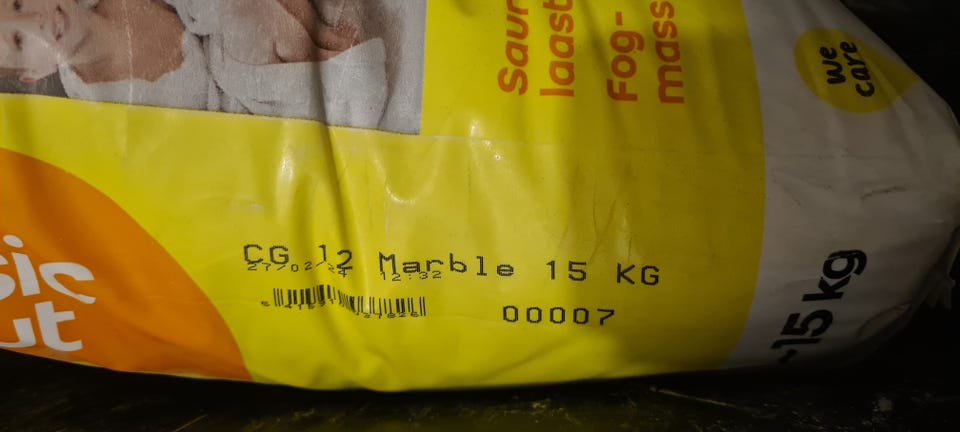 Saum
laast
Fog-
mass
we
care
CG 12 Marble 15 KG
27/02/24 12:32
00007
sic
ut
15 kg